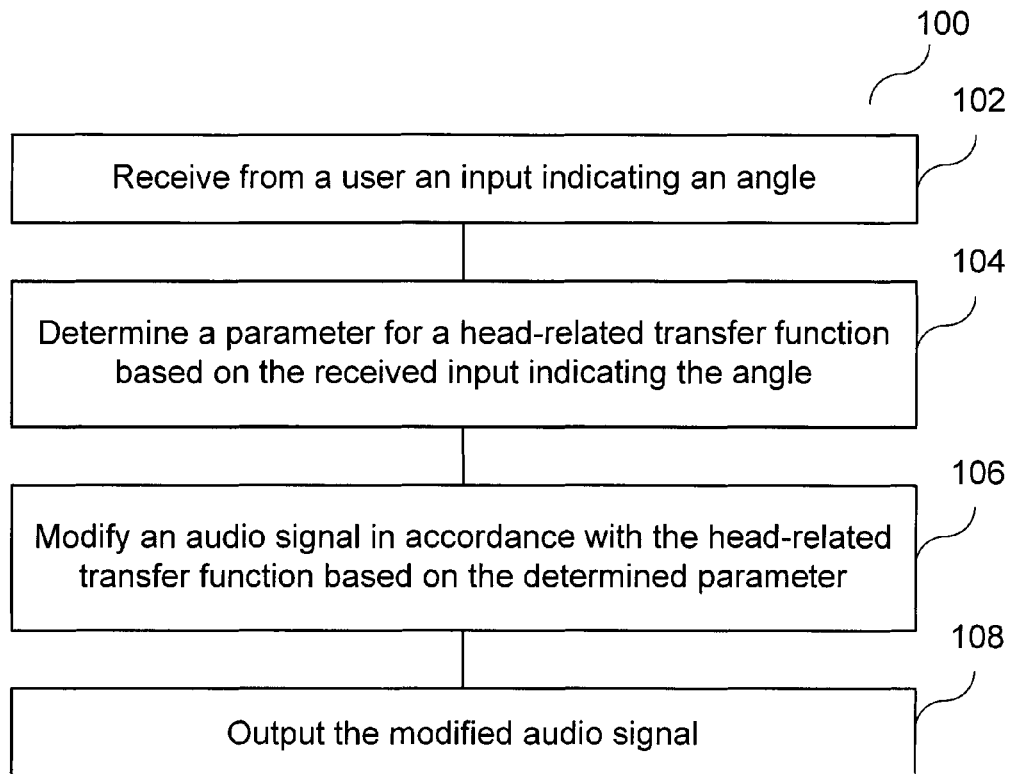 100
102
Receive from a user an input indicating an angle
104
Determine a parameter for a head-related transfer function
based on the received input indicating the angle
106
Modify an audio signal in accordance with the head-related
transfer function based on the determined parameter
108
Output the modified audio signal